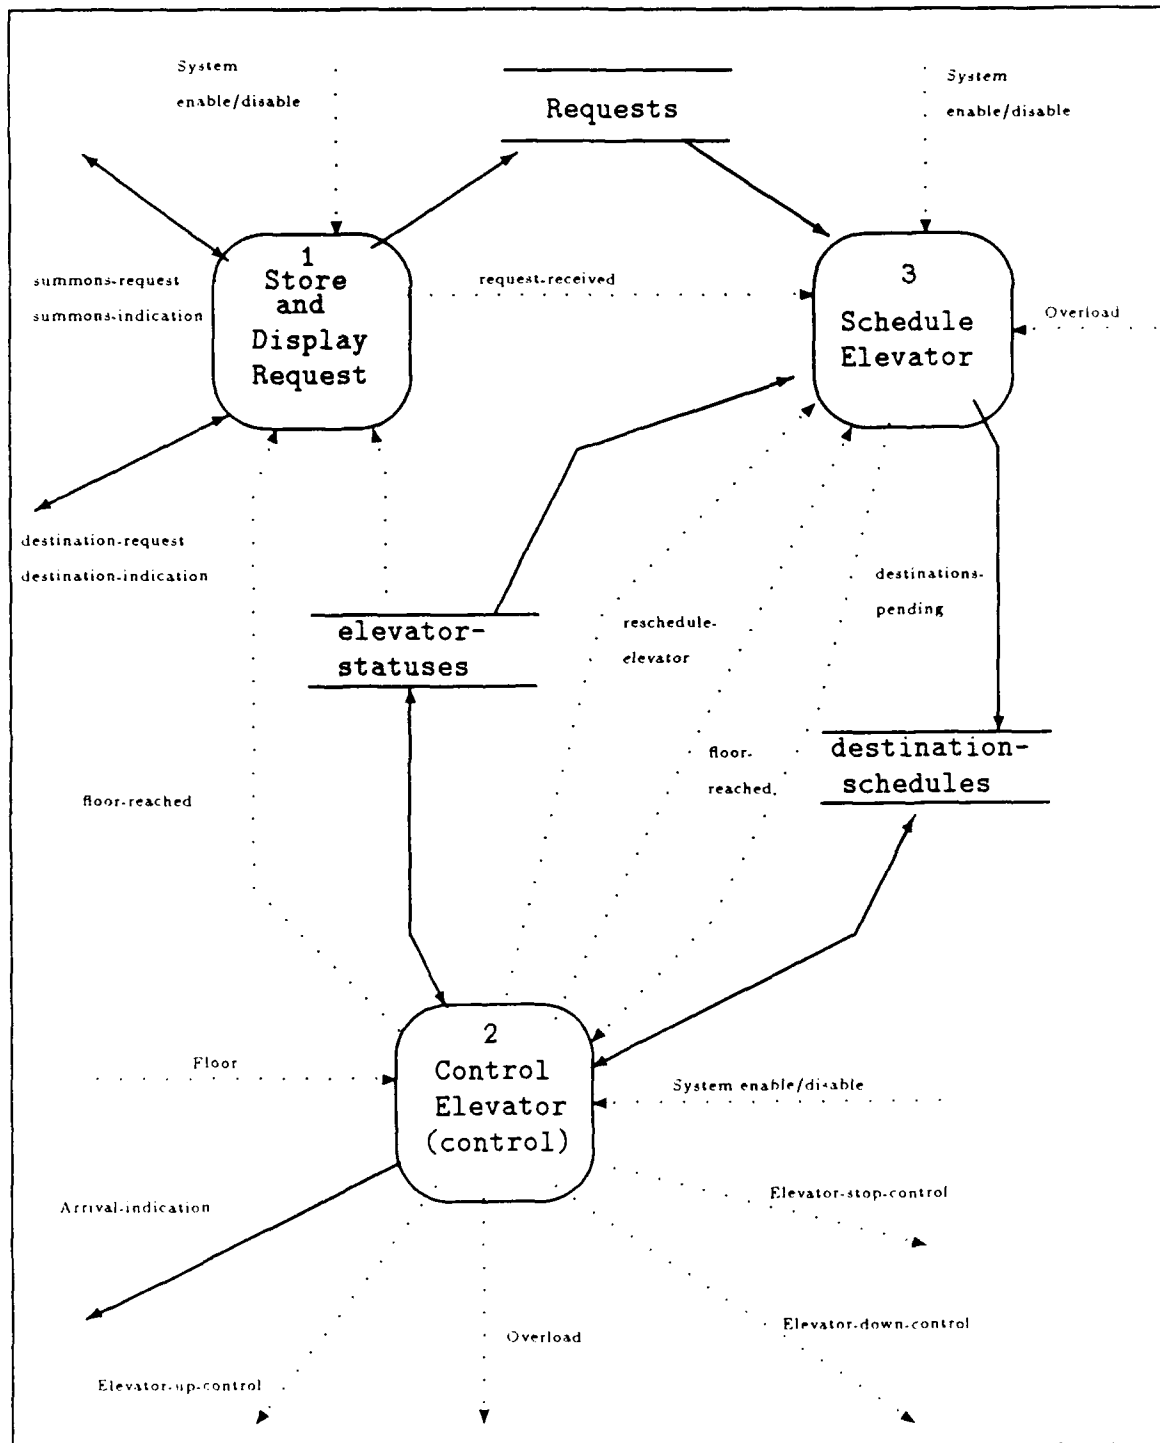 System
enable/disable
Requests
System
enable/disable
1
Store
and
Display
Request
summons-request
summons-indication
request-received
3
Schedule
Elevator
Overload
destination-request
destination-indication
destinations-
pending
elevator-
statuses
reschedule-
elevator
floor-
reached
destination-
schedules
floor-reached
2
Control
Elevator
(control)
Floor
System enable/disable
Arrival-indication
Elevator-stop-control
Elevator-down-control
Overload
Elevator-up-control